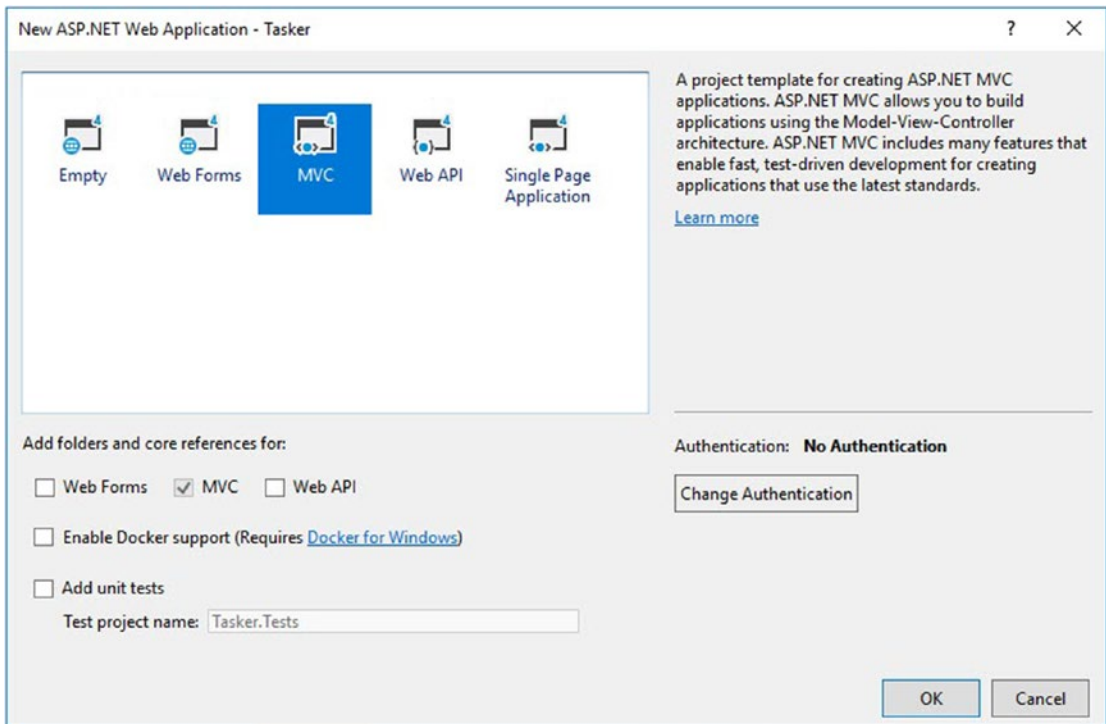 New ASP.NET Web Application - Tasker
?
4
4
4
4
4
Empty
Web Forms
MVC
Web API
Single Page
Application
A project template for creating ASP.NET MVC
applications. ASP.NET MVC allows you to build
applications using the Model-View-Controller
architecture. ASP.NET MVC includes many features that
enable fast, test-driven development for creating
applications that use the latest standards.
Learn more
Add folders and core references for:
Web Forms
MVC
Web API
Enable Docker support (Requires Docker for Windows)
Add unit tests
Test project name: Tasker.Tests
Authentication: No Authentication
Change Authentication
OK
Cancel